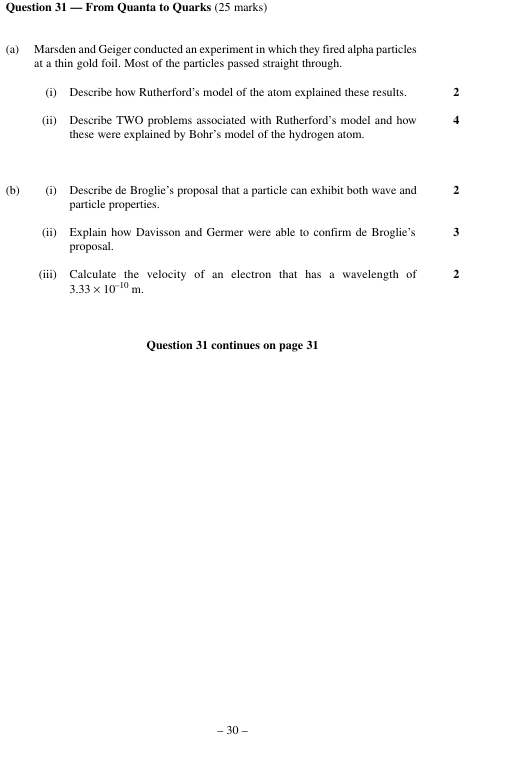 Question 31 — From Quanta to Quarks (25 marks)
(a) Marsden and Geiger conducted an experiment in which they fired alpha particles
at a thin gold foil. Most of the particles passed straight through.
(i) Describe how Rutherford's model of the atom explained these results. 2
(ii) Describe TWO problems associated with Rutherford's model and how 4
these were explained by Bohr's model of the hydrogen atom.
(b) (i) Describe de Broglie's proposal that a particle can exhibit both wave and 2
particle properties.
(ii) Explain how Davisson and Germer were able to confirm de Broglie's 3
proposal.
(iii) Calculate the velocity of an electron that has a wavelength of 2
3.33 × 10⁻¹⁰ m.
Question 31 continues on page 31
– 30 –